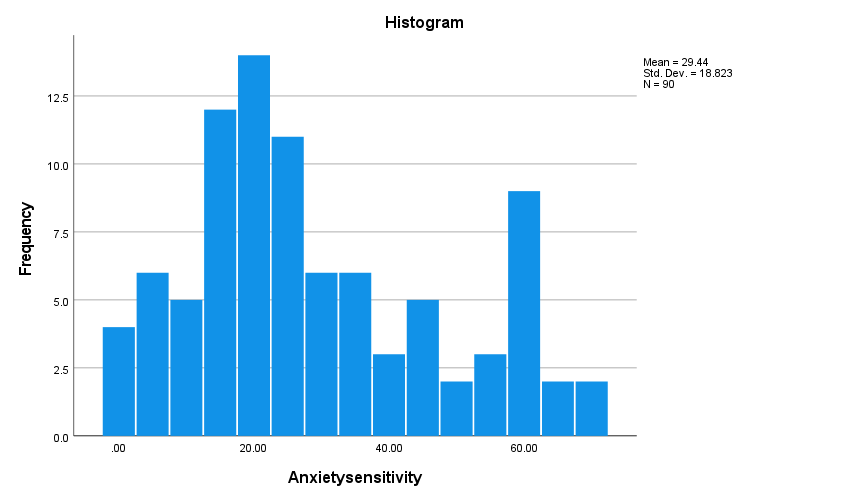 Histogram
Mean = 29.44
Std. Dev. = 18.823
N = 90
12.5
10.0
7.5
5.0
2.5
0.0
Frequency
.00 20.00 40.00 60.00
Anxietysensitivity